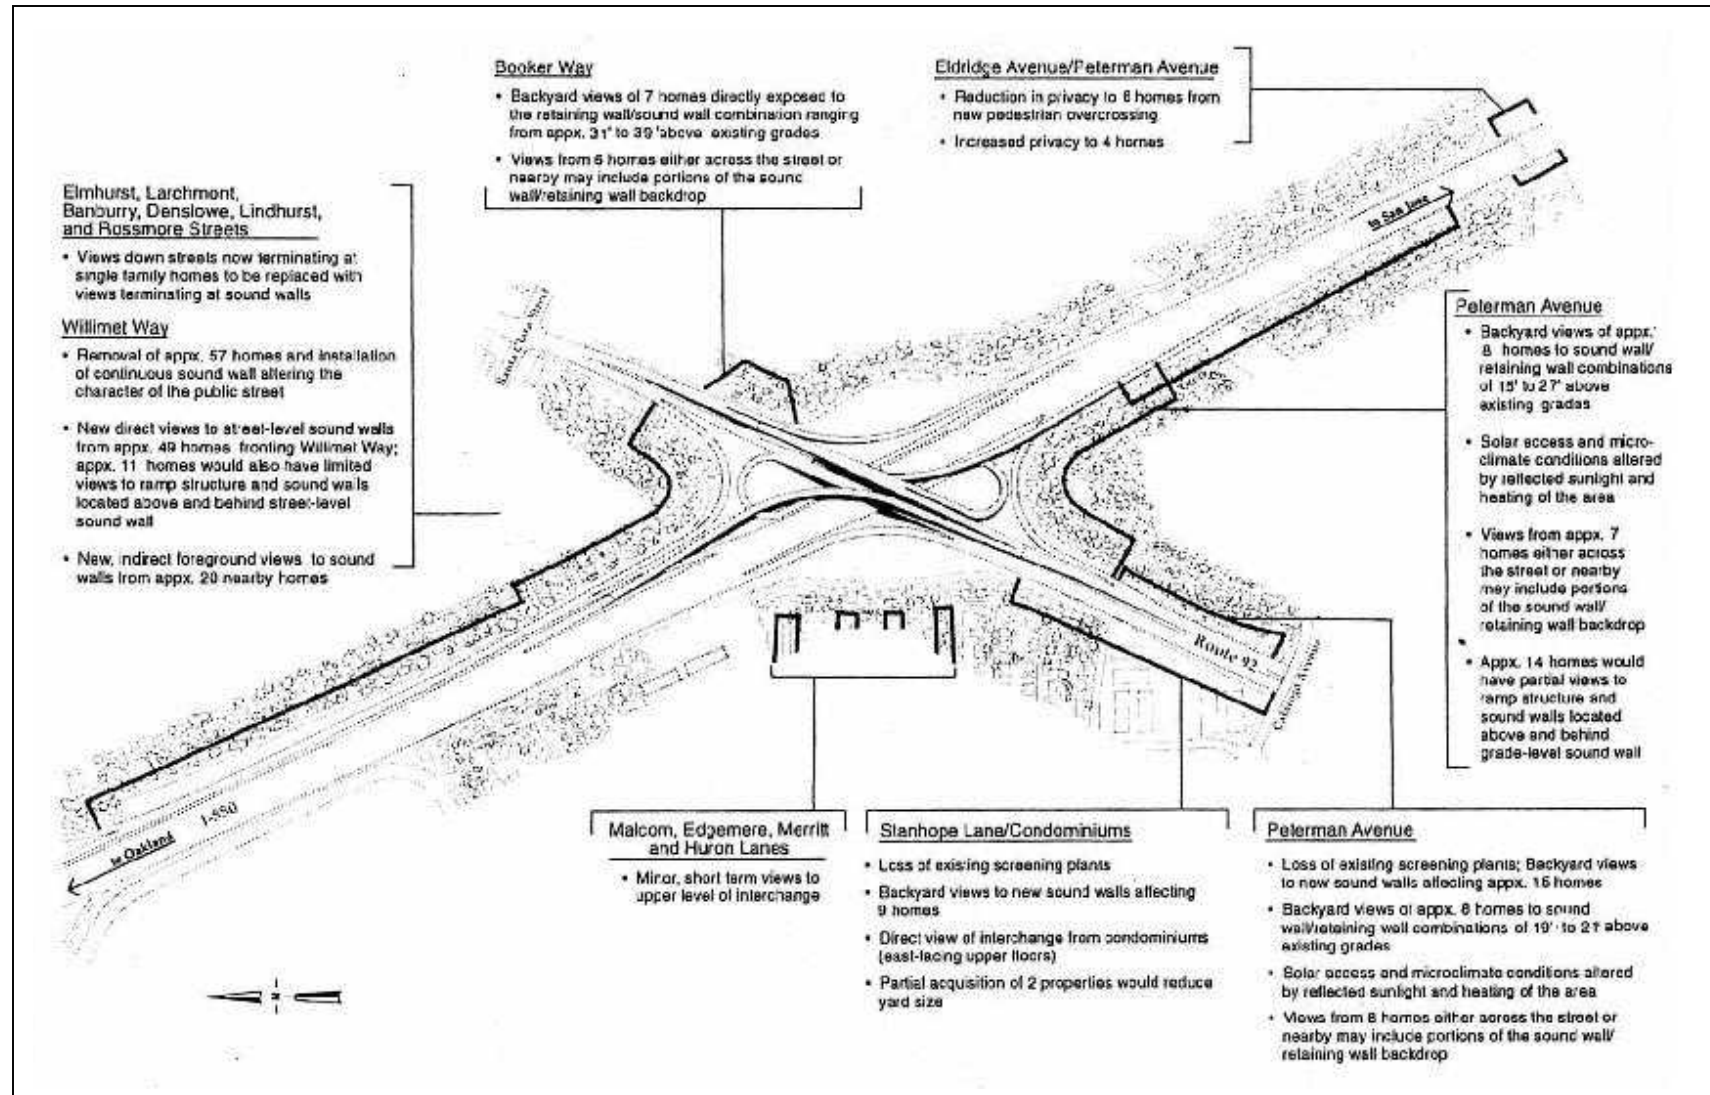 Booker Way
• Backyard views of 7 homes directly exposed to
the retaining wall/sound wall combination ranging
from appx. 31' to 39 'above existing grades
• Views from 6 homes either across the street or
nearby may include portions of the sound
wall/retaining wall backdrop
Eldridge Avenue/Peterman Avenue
• Reduction in privacy to 6 homes from
new pedestrian overcrossing
• Increased privacy to 4 homes
Elmhurst, Larchmont,
Banburry, Denslowe, Lindhurst,
and Rossmore Streets
• Views down streets now terminating at
single family homes to be replaced with
views terminating at sound walls
Willimet Way
• Removal of appx. 57 homes and installation
of continuous sound wall altering the
character of the public street
• New direct views to street-level sound walls
from appx. 49 homes fronting Willimet Way;
appx. 11 homes would also have limited
views to ramp structure and sound walls
located above and behind street-level
sound wall
• New, indirect foreground views to sound
walls from appx. 20 nearby homes
Santa Clara Street
to San Jose
Peterman Avenue
• Backyard views of appx.
8 homes to sound wall/
retaining wall combinations
of 15' to 27' above
existing grades
• Solar access and micro-
climate conditions altered
by reflected sunlight and
heating of the area
• Views from appx. 7
homes either across
the street or nearby
may include portions
of the sound wall/
retaining wall backdrop
• Appx. 14 homes would
have partial views to
ramp structure and
sound walls located
above and behind
grade-level sound wall
Route 92
Avenue
to Oakland
I-880
Malcom, Edgemere, Merritt
and Huron Lanes
• Minor, short term views to
upper level of interchange
Stanhope Lane/Condominiums
• Loss of existing screening plants
• Backyard views to new sound walls affecting
9 homes
• Direct view of interchange from condominiums
(east-facing upper floors)
• Partial acquisition of 2 properties would reduce
yard size
Peterman Avenue
• Loss of existing screening plants; Backyard views
to new sound walls affecting appx. 15 homes
• Backyard views of appx. 6 homes to sound
wall/retaining wall combinations of 19' to 21' above
existing grades
• Solar access and microclimate conditions altered
by reflected sunlight and heating of the area
• Views from 8 homes either across the street or
nearby may include portions of the sound wall/
retaining wall backdrop
N